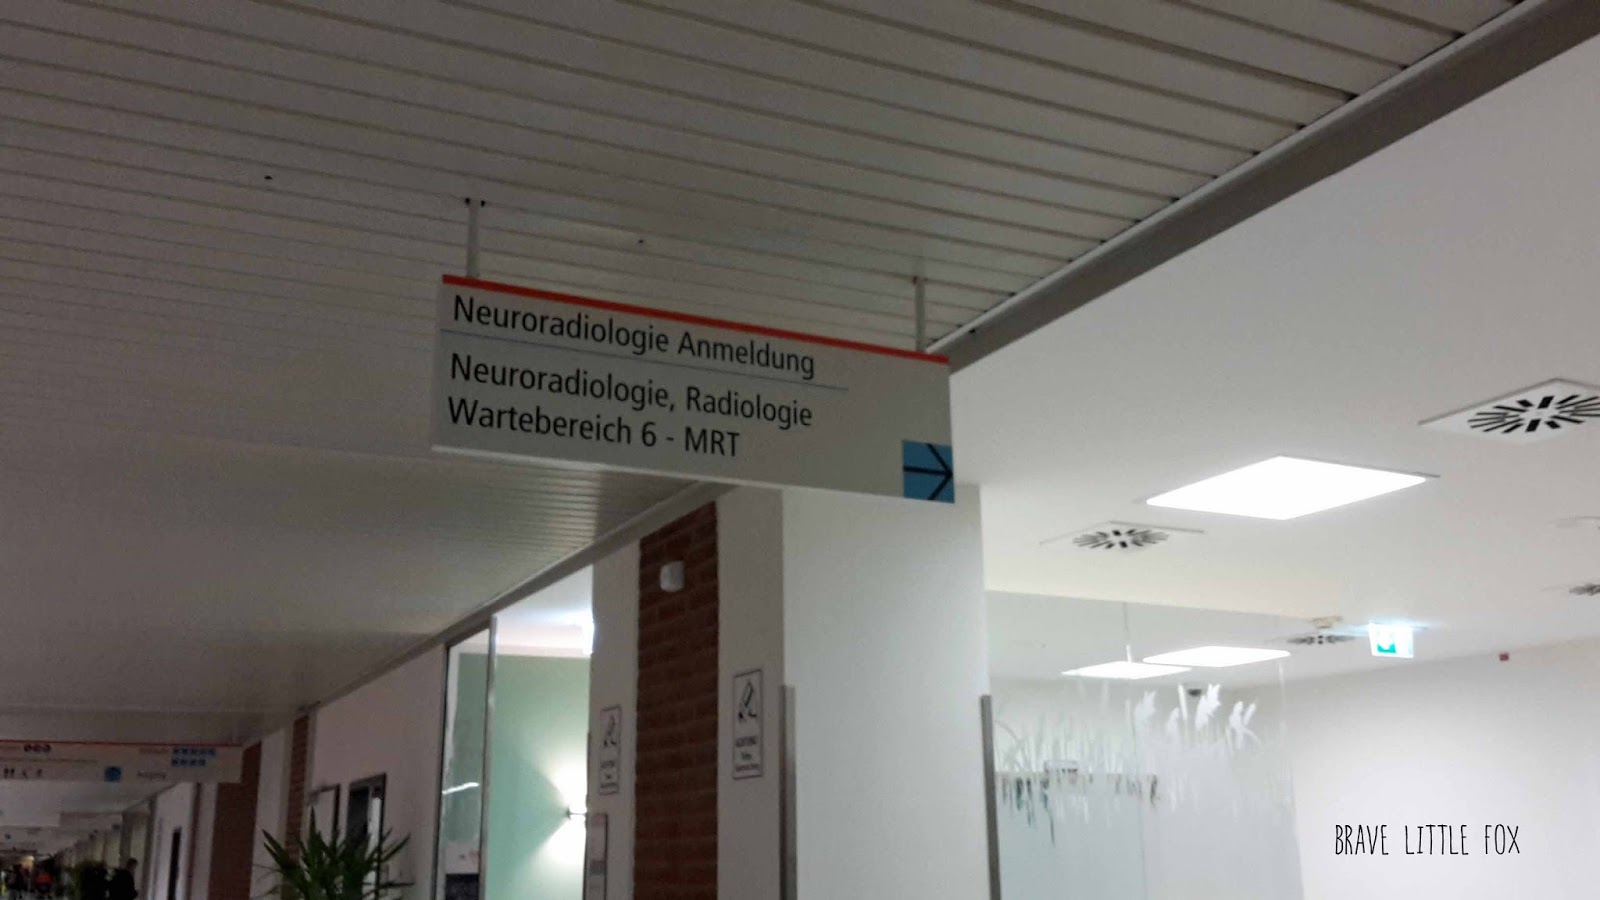 Neuroradiologie Anmeldung
Neuroradiologie, Radiologie
Wartebereich 6 - MRT
BRAVE LITTLE FOX